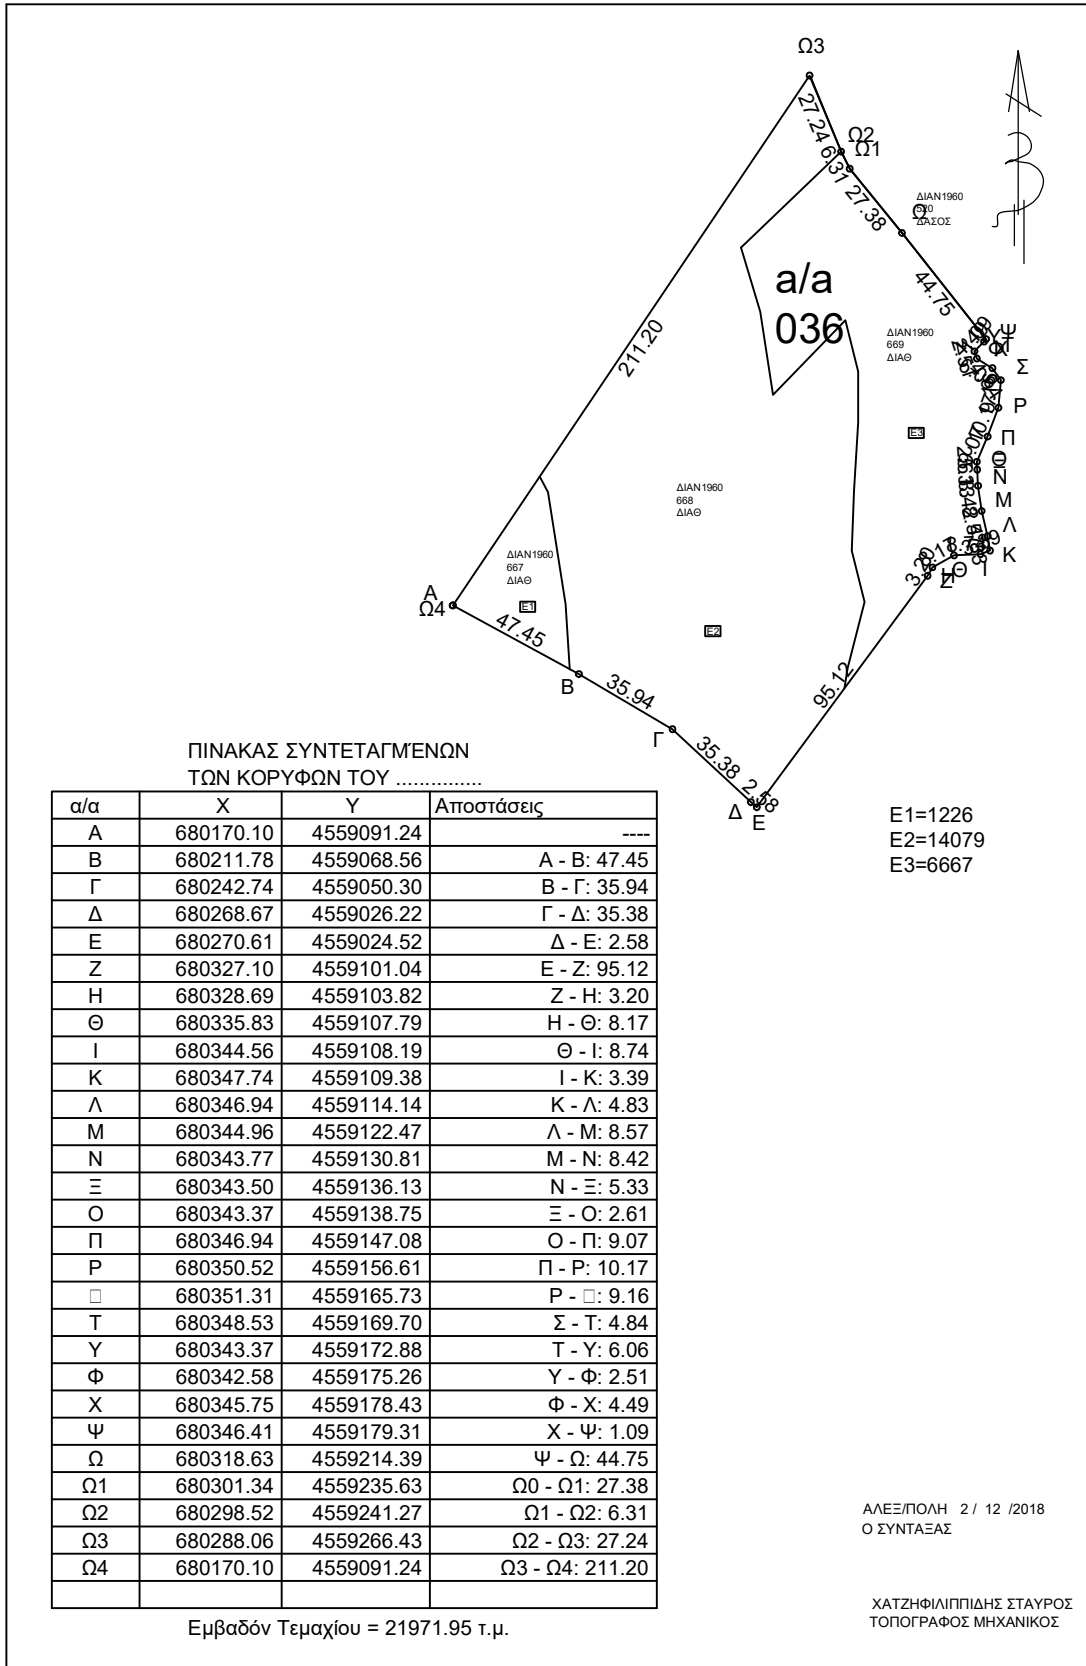 Ω3
27.24
Ω2
6.31
Ω1
27.38
ΔΙΑΝ1960
520
ΔΑΣΟΣ
Ω
44.75
a/a
036
211.20
ΔΙΑΝ1960
669
ΔΙΑΘ
Ψ
Σ
Ρ
Π
Ε3
Ν
Μ
Λ
Κ
Ι
Θ
Ζ
ΔΙΑΝ1960
668
ΔΙΑΘ
ΔΙΑΝ1960
667
ΔΙΑΘ
Α
Ω4
Ε1
Ε2
47.45
Β
35.94
95.12
Γ
35.38
2.58
Δ
Ε
Ε1=1226
Ε2=14079
Ε3=6667
ΠΙΝΑΚΑΣ ΣΥΝΤΕΤΑΓΜΈΝΩΝ
ΤΩΝ ΚΟΡΥΦΩΝ ΤΟΥ ...............
α/α Χ Υ Αποστάσεις
Α 680170.10 4559091.24 ----
Β 680211.78 4559068.56 Α - Β: 47.45
Γ 680242.74 4559050.30 Β - Γ: 35.94
Δ 680268.67 4559026.22 Γ - Δ: 35.38
Ε 680270.61 4559024.52 Δ - Ε: 2.58
Ζ 680327.10 4559101.04 Ε - Ζ: 95.12
Η 680328.69 4559103.82 Ζ - Η: 3.20
Θ 680335.83 4559107.79 Η - Θ: 8.17
Ι 680344.56 4559108.19 Θ - Ι: 8.74
Κ 680347.74 4559109.38 Ι - Κ: 3.39
Λ 680346.94 4559114.14 Κ - Λ: 4.83
Μ 680344.96 4559122.47 Λ - Μ: 8.57
Ν 680343.77 4559130.81 Μ - Ν: 8.42
Ξ 680343.50 4559136.13 Ν - Ξ: 5.33
Ο 680343.37 4559138.75 Ξ - Ο: 2.61
Π 680346.94 4559147.08 Ο - Π: 9.07
Ρ 680350.52 4559156.61 Π - Ρ: 10.17
□ 680351.31 4559165.73 Ρ - □: 9.16
Τ 680348.53 4559169.70 Σ - Τ: 4.84
Υ 680343.37 4559172.88 Τ - Υ: 6.06
Φ 680342.58 4559175.26 Υ - Φ: 2.51
Χ 680345.75 4559178.43 Φ - Χ: 4.49
Ψ 680346.41 4559179.31 Χ - Ψ: 1.09
Ω 680318.63 4559214.39 Ψ - Ω: 44.75
Ω1 680301.34 4559235.63 Ω0 - Ω1: 27.38
Ω2 680298.52 4559241.27 Ω1 - Ω2: 6.31
Ω3 680288.06 4559266.43 Ω2 - Ω3: 27.24
Ω4 680170.10 4559091.24 Ω3 - Ω4: 211.20
Εμβαδόν Τεμαχίου = 21971.95 τ.μ.
ΑΛΕΞ/ΠΟΛΗ 2 / 12 /2018
Ο ΣΥΝΤΑΞΑΣ
ΧΑΤΖΗΦΙΛΙΠΠΙΔΗΣ ΣΤΑΥΡΟΣ
ΤΟΠΟΓΡΑΦΟΣ ΜΗΧΑΝΙΚΟΣ